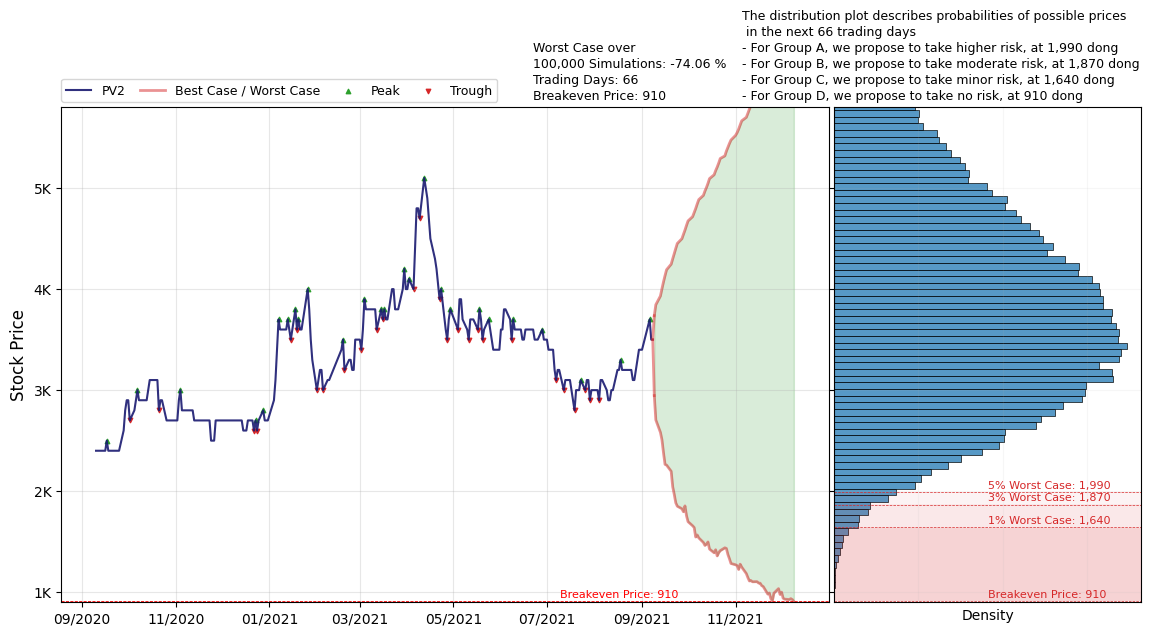 The distribution plot describes probabilities of possible prices
in the next 66 trading days
- For Group A, we propose to take higher risk, at 1,990 dong
- For Group B, we propose to take moderate risk, at 1,870 dong
- For Group C, we propose to take minor risk, at 1,640 dong
- For Group D, we propose to take no risk, at 910 dong
Worst Case over
100,000 Simulations: -74.06 %
Trading Days: 66
Breakeven Price: 910
PV2
Best Case / Worst Case
Peak
Trough
Stock Price
5K
4K
3K
2K
1K
09/2020
11/2020
01/2021
03/2021
05/2021
07/2021
09/2021
11/2021
Breakeven Price: 910
5% Worst Case: 1,990
3% Worst Case: 1,870
1% Worst Case: 1,640
Breakeven Price: 910
Density